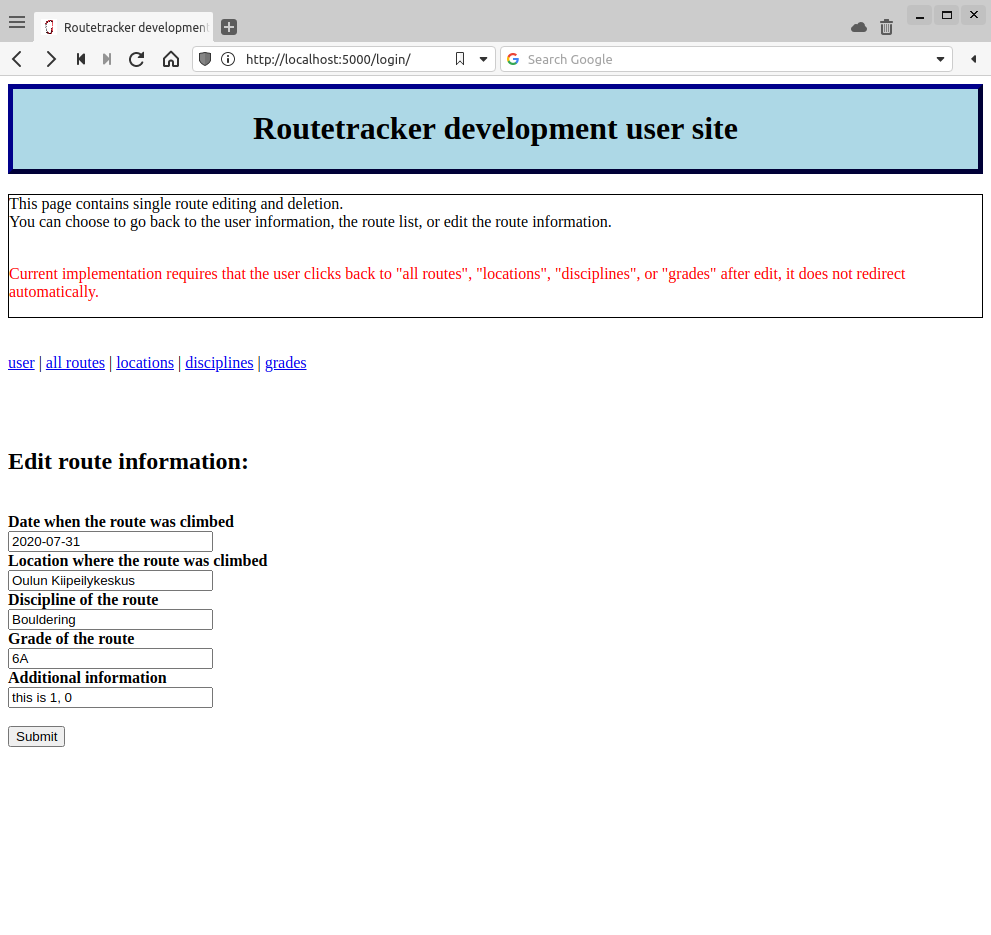 Routetracker development
http://localhost:5000/login/
Search Google
Routetracker development user site
This page contains single route editing and deletion.
You can choose to go back to the user information, the route list, or edit the route information.
Current implementation requires that the user clicks back to "all routes", "locations", "disciplines", or "grades" after edit, it does not redirect
automatically.
user | all routes | locations | disciplines | grades
Edit route information:
Date when the route was climbed
2020-07-31
Location where the route was climbed
Oulun Kiipeilykeskus
Discipline of the route
Bouldering
Grade of the route
6A
Additional information
this is 1, 0
Submit